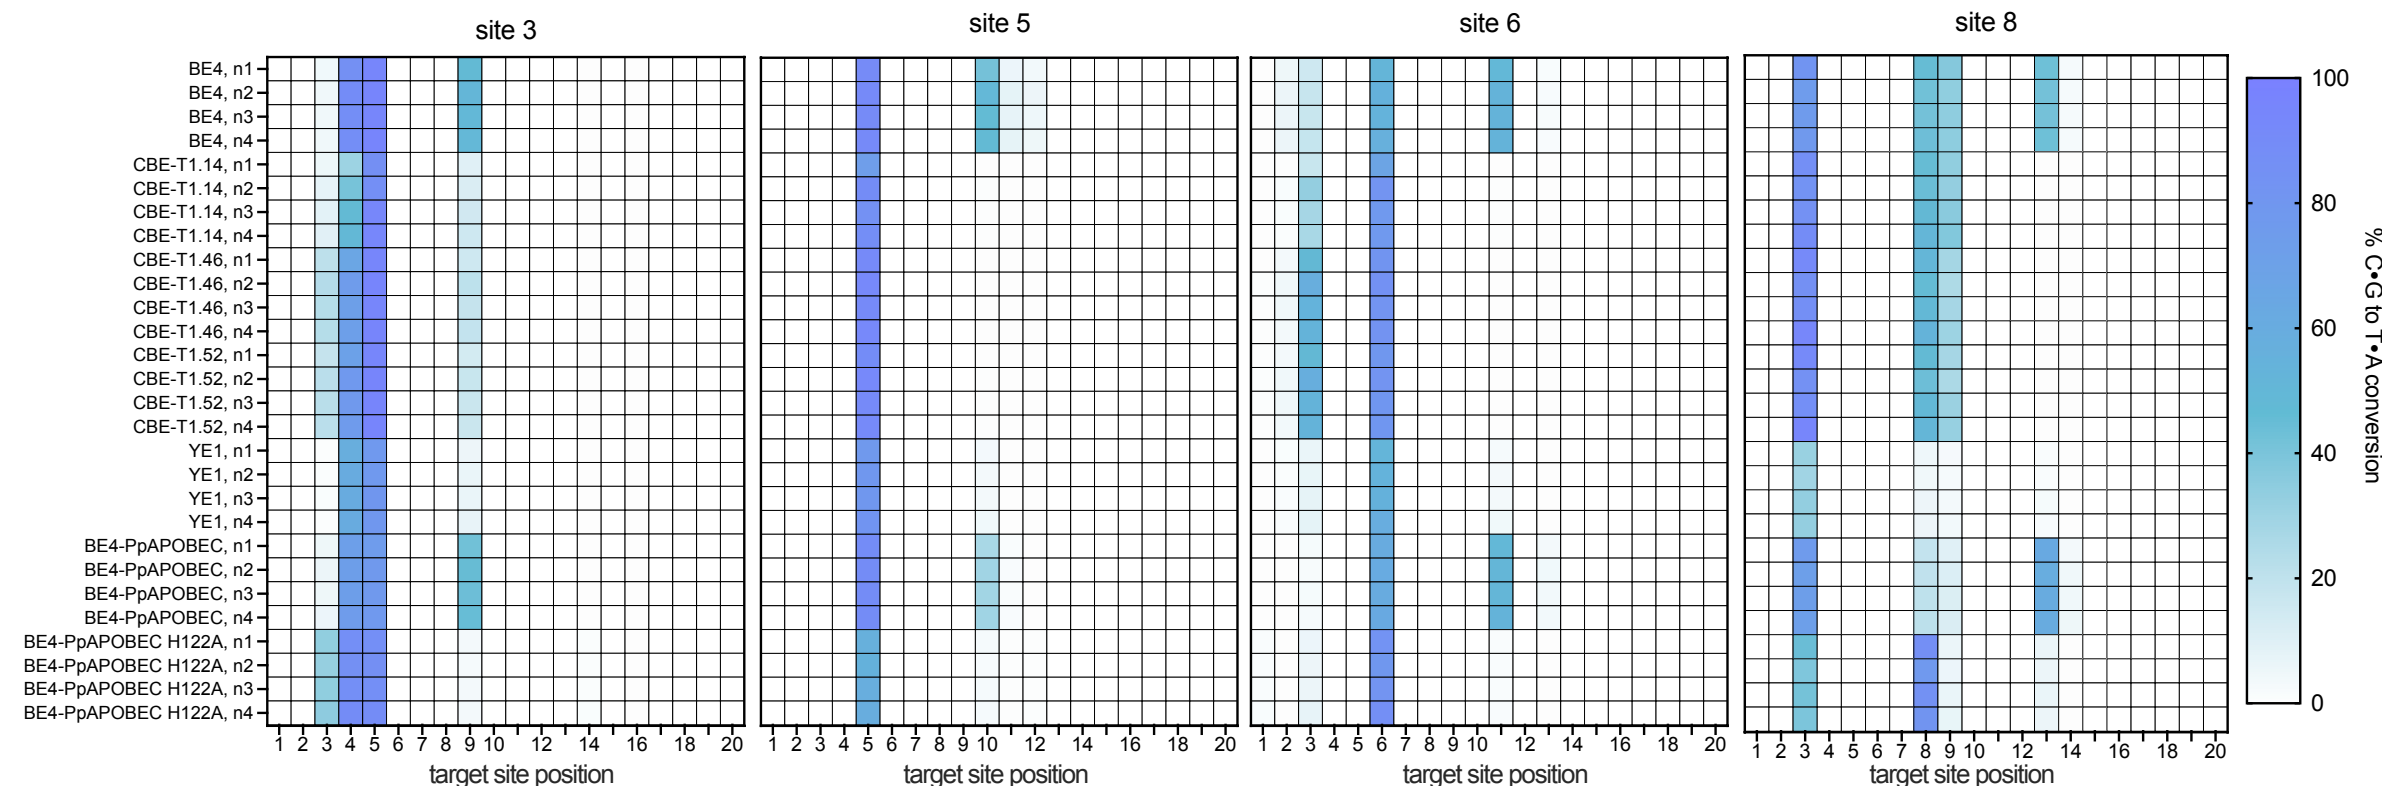 site 3
site 5
site 6
site 8
BE4, n1
BE4, n2
BE4, n3
BE4, n4
CBE-T1.14, n1
CBE-T1.14, n2
CBE-T1.14, n3
CBE-T1.14, n4
CBE-T1.46, n1
CBE-T1.46, n2
CBE-T1.46, n3
CBE-T1.46, n4
CBE-T1.52, n1
CBE-T1.52, n2
CBE-T1.52, n3
CBE-T1.52, n4
YE1, n1
YE1, n2
YE1, n3
YE1, n4
BE4-PpAPOBEC, n1
BE4-PpAPOBEC, n2
BE4-PpAPOBEC, n3
BE4-PpAPOBEC, n4
BE4-PpAPOBEC H122A, n1
BE4-PpAPOBEC H122A, n2
BE4-PpAPOBEC H122A, n3
BE4-PpAPOBEC H122A, n4
1 2 3 4 5 6 7 8 9 10 12 14 16 18 20
target site position
1 2 3 4 5 6 7 8 9 10 12 14 16 18 20
target site position
1 2 3 4 5 6 7 8 9 10 12 14 16 18 20
target site position
1 2 3 4 5 6 7 8 9 10 12 14 16 18 20
target site position
100
80
60
40
20
0
% C•G to T•A conversion